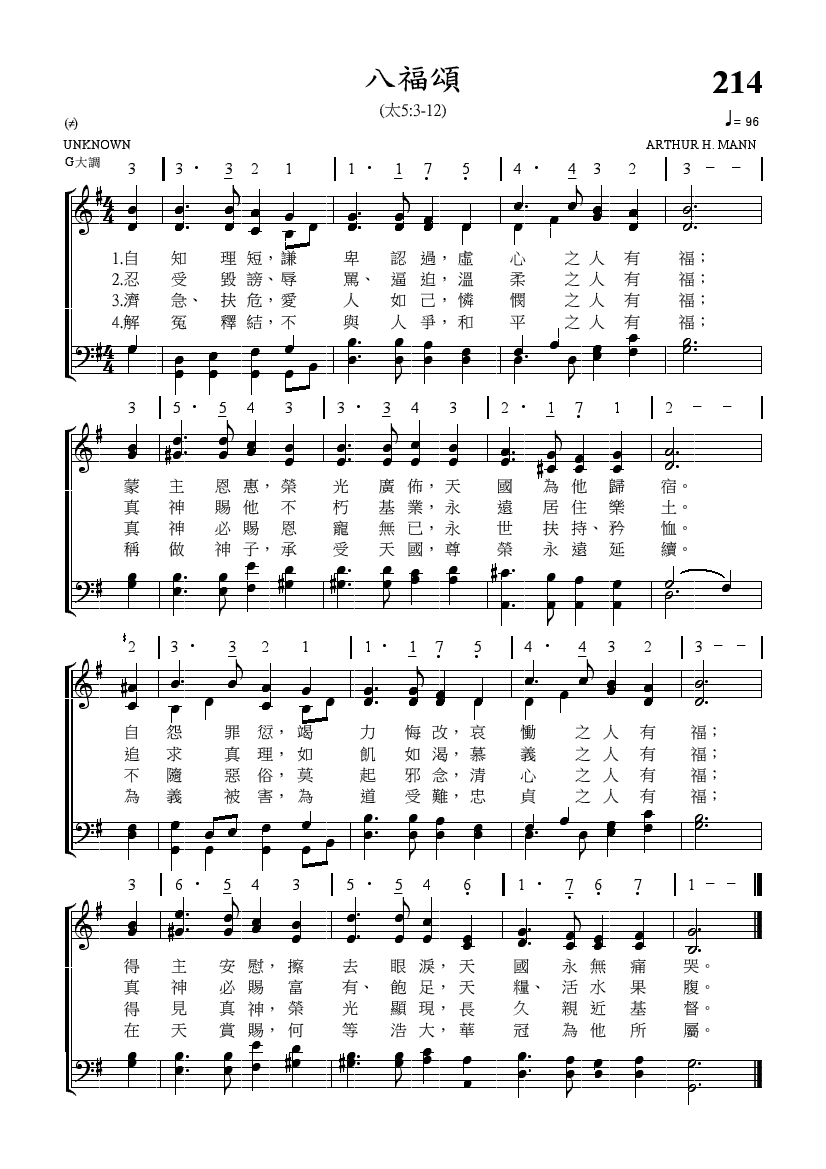 八福頌
214
(太5:3-12)
(≠)
♩= 96
UNKNOWN
ARTHUR H. MANN
G大調
3 | 3 · 3 2 1 | 1 · 1 7 5 | 4 · 4 3 2 | 3 – – |
1.自 知 理 短,謙 卑 認 過,虛 心 之 人 有 福;
2.忍 受 毀 謗、辱 罵、逼 迫,溫 柔 之 人 有 福;
3.濟 急、扶 危,愛 人 如 己,憐 憫 之 人 有 福;
4.解 冤 釋 結,不 與 人 爭,和 平 之 人 有 福;
3 | 5 · 5 4 3 | 3 · 3 4 3 | 2 · 1 7 1 | 2 – – |
蒙 主 恩 惠,榮 光 廣 佈,天 國 為 他 歸 宿。
真 神 賜 他 不 朽 基 業,永 遠 居 住 樂 土。
真 神 必 賜 恩 寵 無 已,永 世 扶 持、矜 恤。
稱 做 神 子,承 受 天 國,尊 榮 永 遠 延 續。
2 | 3 · 3 2 1 | 1 · 1 7 5 | 4 · 4 3 2 | 3 – – |
自 怨 罪 愆,竭 力 悔 改,哀 慟 之 人 有 福;
追 求 真 理,如 飢 如 渴,慕 義 之 人 有 福;
不 隨 惡 俗,莫 起 邪 念,清 心 之 人 有 福;
為 義 被 害,為 道 受 難,忠 貞 之 人 有 福;
3 | 6 · 5 4 3 | 5 · 5 4 6 | 1 · 7 6 7 | 1 – –
得 主 安 慰,擦 去 眼 淚,天 國 永 無 痛 哭。
真 神 必 賜 富 有、飽 足,天 糧、活 水 果 腹。
得 見 真 神,榮 光 顯 現,長 久 親 近 基 督。
在 天 賞 賜,何 等 浩 大,華 冠 為 他 所 屬。